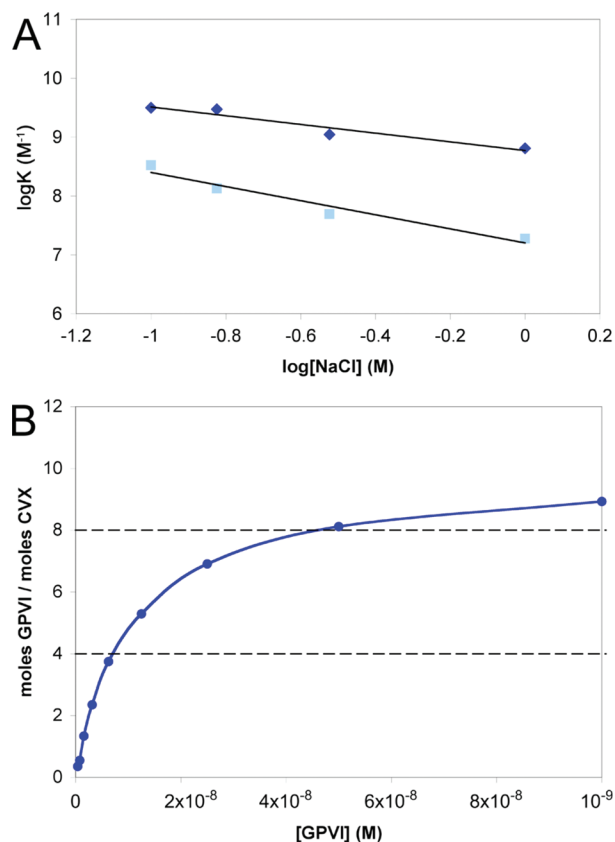 A
11
10
9
8
7
6
logK (M⁻¹)
-1.2 -1 -0.8 -0.6 -0.4 -0.2 0 0.2
log[NaCl] (M)
B
12
10
8
6
4
2
0
moles GPVI / moles CVX
0 2x10⁻⁸ 4x10⁻⁸ 6x10⁻⁸ 8x10⁻⁸ 10⁻⁹
[GPVI] (M)